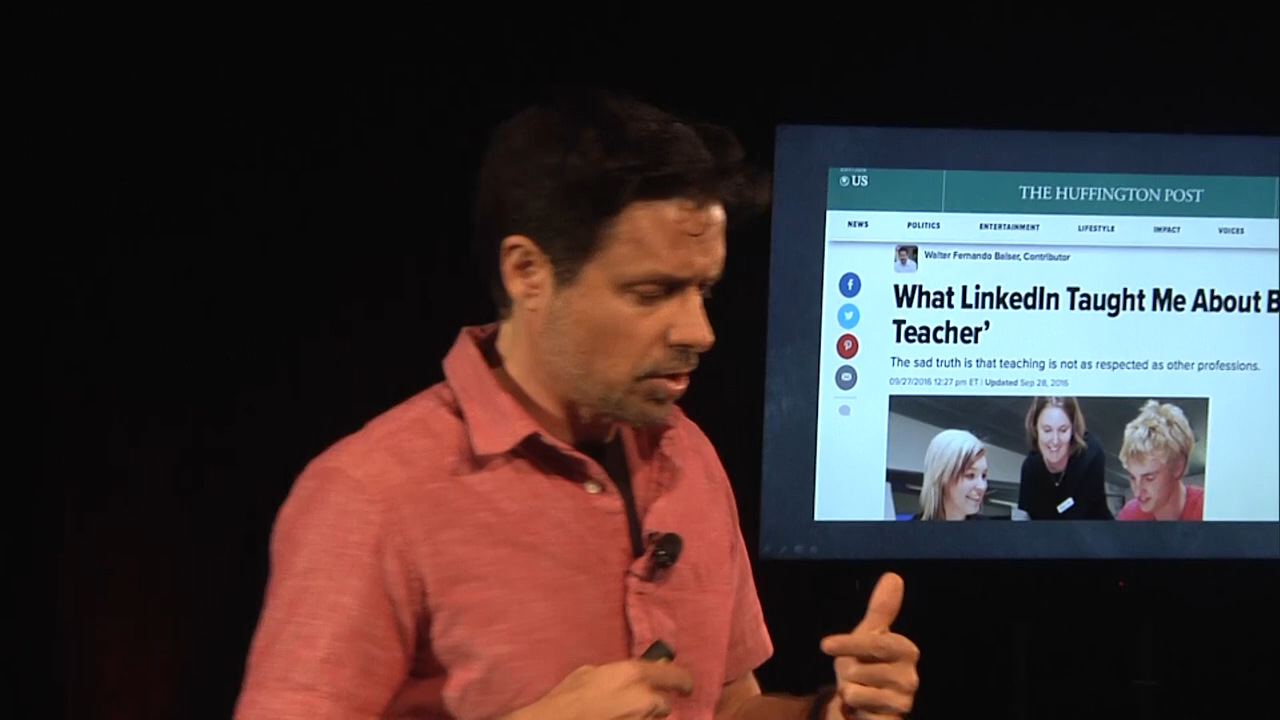 US
THE HUFFINGTON POST
NEWS POLITICS ENTERTAINMENT LIFESTYLE IMPACT VOICES
Walter Fernando Balser, Contributor
What LinkedIn Taught Me About B
Teacher’
The sad truth is that teaching is not as respected as other professions.
09/27/2016 12:27 pm ET | Updated Sep 28, 2016